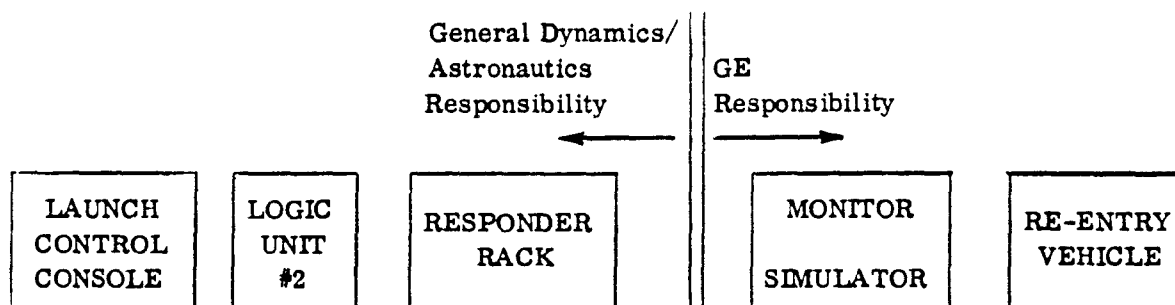 General Dynamics/
Astronautics
Responsibility
GE
Responsibility
LAUNCH
CONTROL
CONSOLE
LOGIC
UNIT
#2
RESPONDER
RACK
MONITOR
SIMULATOR
RE-ENTRY
VEHICLE